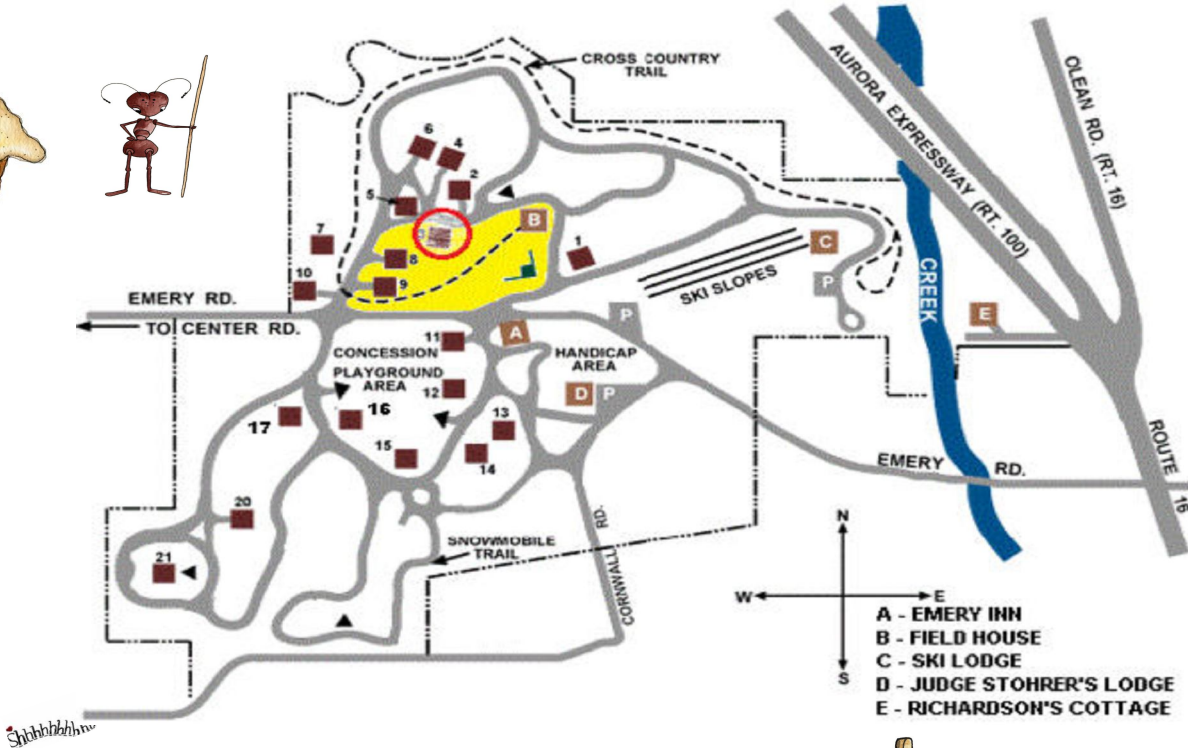 CROSS COUNTRY
TRAIL
AURORA EXPRESSWAY (RT. 100)
OLEAN RD. (RT. 16)
6
4
2
5
3
B
7
8
1
C
10
9
SKI SLOPES
P
CREEK
E
EMERY RD.
TO CENTER RD.
P
A
11
CONCESSION
HANDICAP
AREA
PLAYGROUND
AREA
12
D
P
16
13
17
15
14
ROUTE
16
EMERY RD.
20
SNOWMOBILE
TRAIL
CORNWALL RD.
21
N
W
E
S
A - EMERY INN
B - FIELD HOUSE
C - SKI LODGE
D - JUDGE STOHRER'S LODGE
E - RICHARDSON'S COTTAGE